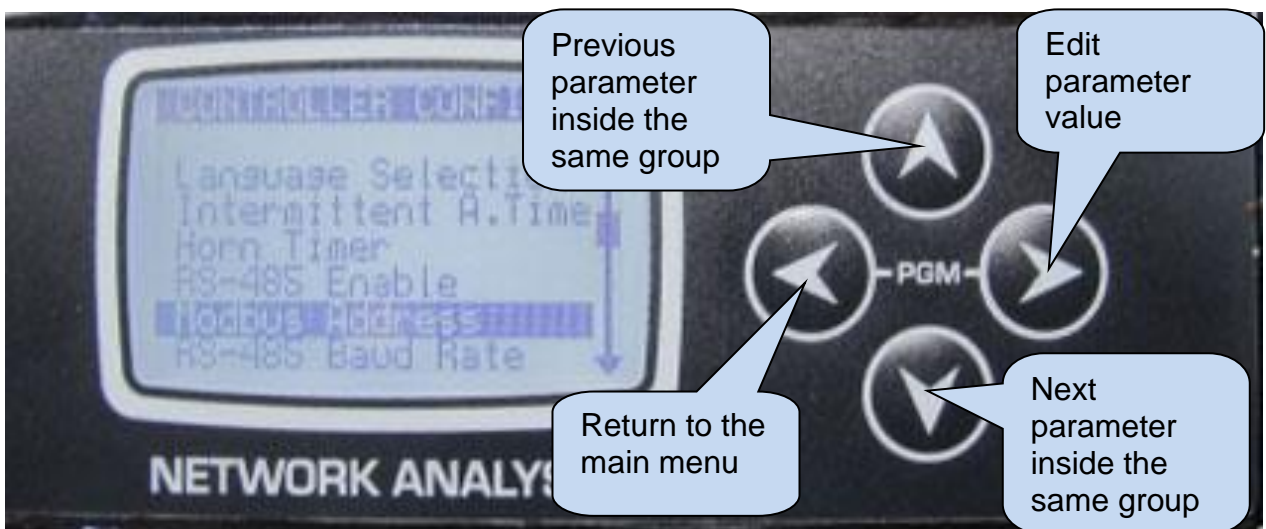 CONTROLLER CONFI
Language Selecti
Intermittent A.Time
Horn Timer
RS-485 Enable
Modbus Address
RS-485 Baud Rate
NETWORK ANALYS
Previous
parameter
inside the
same group
Edit
parameter
value
PGM
Return to the
main menu
Next
parameter
inside the
same group